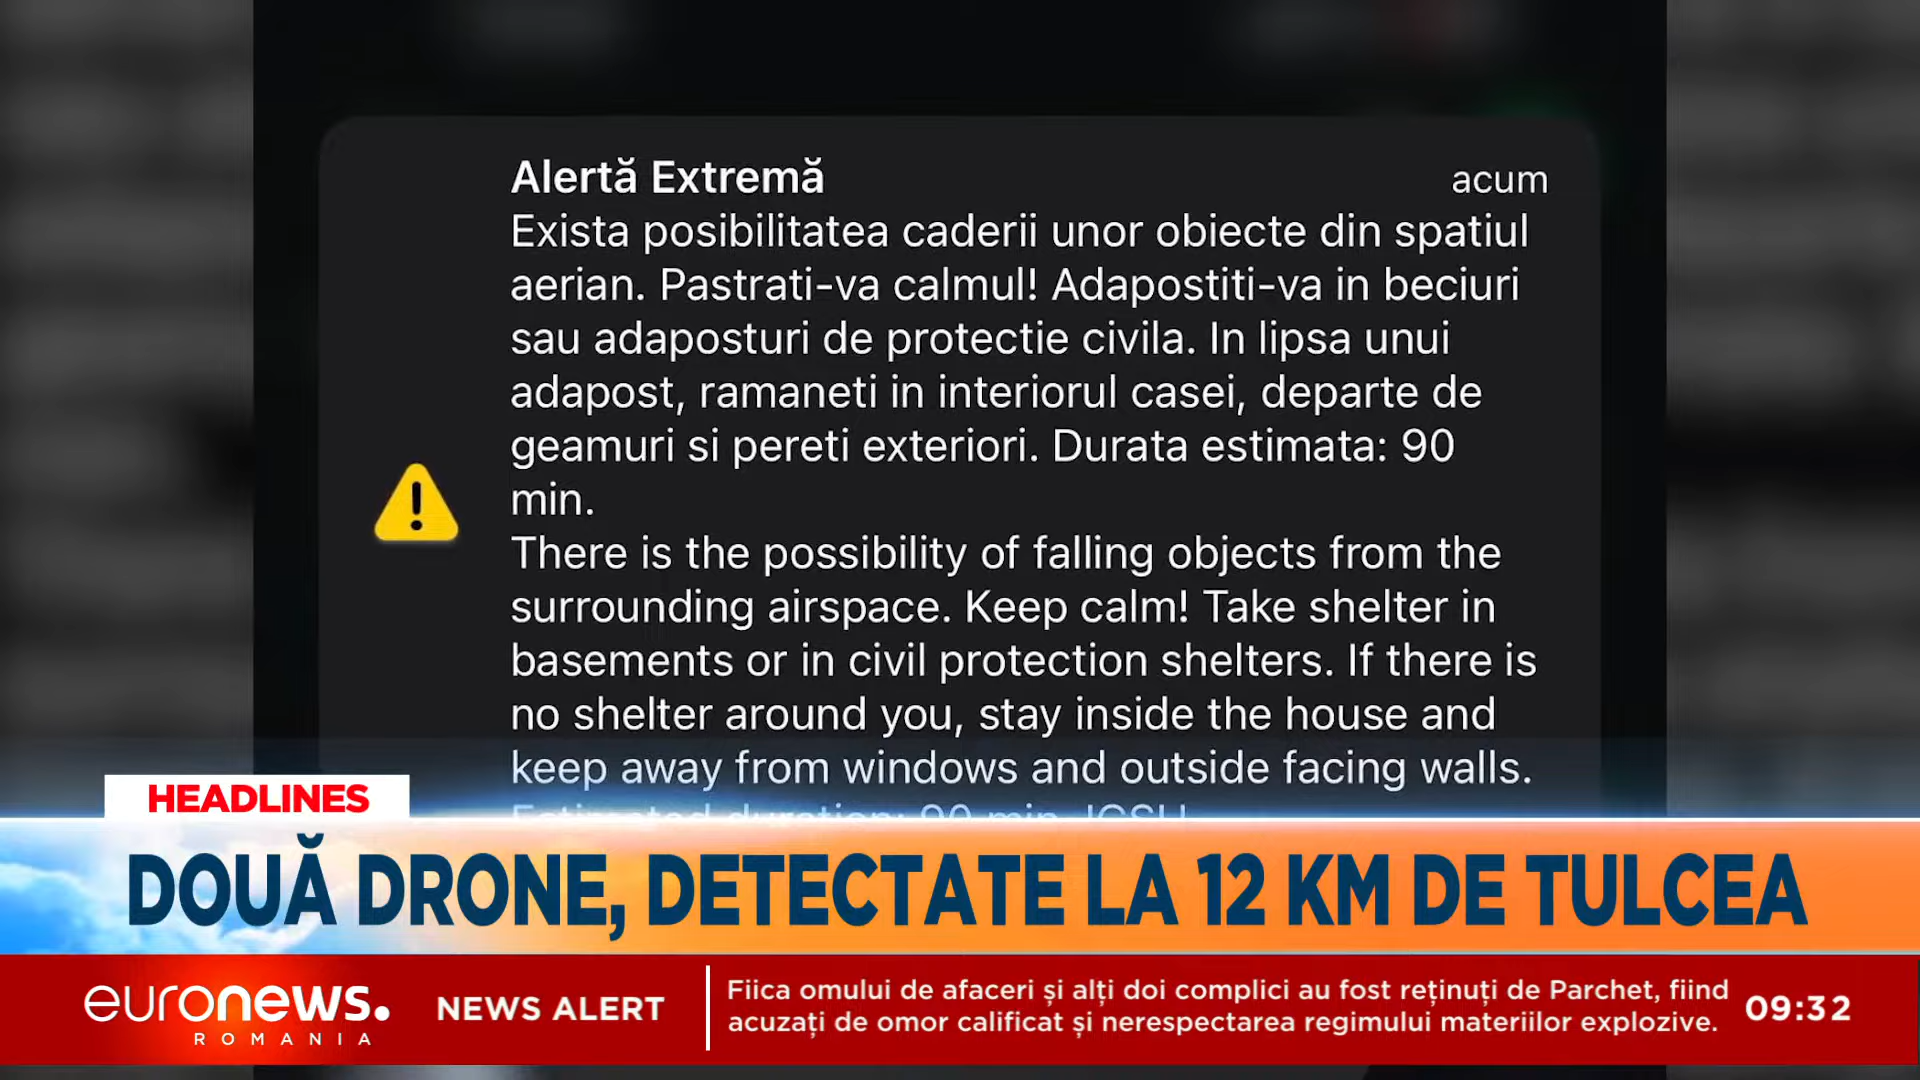 Alertă Extremă
acum
Exista posibilitatea caderii unor obiecte din spatiul
aerian. Pastrati-va calmul! Adapostiti-va in beciuri
sau adaposturi de protectie civila. In lipsa unui
adapost, ramaneti in interiorul casei, departe de
geamuri si pereti exteriori. Durata estimata: 90
min.
There is the possibility of falling objects from the
surrounding airspace. Keep calm! Take shelter in
basements or in civil protection shelters. If there is
no shelter around you, stay inside the house and
keep away from windows and outside facing walls.
Estimated duration: 90 min. IGSU
HEADLINES
DOUĂ DRONE, DETECTATE LA 12 KM DE TULCEA
euronews.
ROMANIA
NEWS ALERT
Fiica omului de afaceri și alți doi complici au fost reținuți de Parchet, fiind
acuzați de omor calificat și nerespectarea regimului materiilor explozive.
09:32